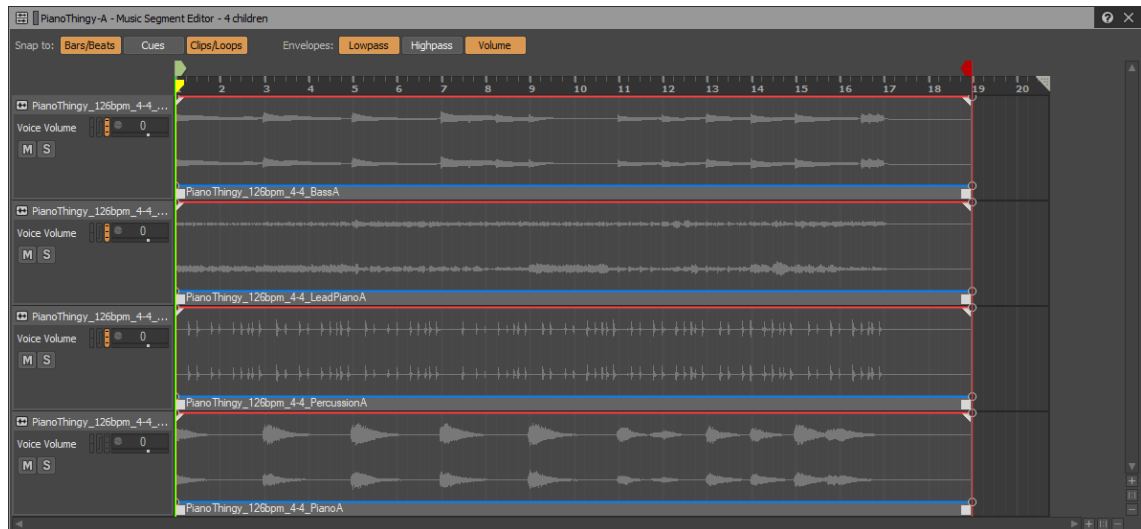 PianoThingy-A - Music Segment Editor - 4 children
Snap to: Bars/Beats Cues Clips/Loops Envelopes: Lowpass Highpass Volume
2 3 4 5 6 7 8 9 10 11 12 13 14 15 16 17 18 19 20
PianoThingy_126bpm_4-4_...
Voice Volume 0
M S
PianoThingy_126bpm_4-4_BassA
PianoThingy_126bpm_4-4_...
Voice Volume 0
M S
PianoThingy_126bpm_4-4_LeadPianoA
PianoThingy_126bpm_4-4_...
Voice Volume 0
M S
PianoThingy_126bpm_4-4_PercussionA
PianoThingy_126bpm_4-4_...
Voice Volume 0
M S
PianoThingy_126bpm_4-4_PianoA